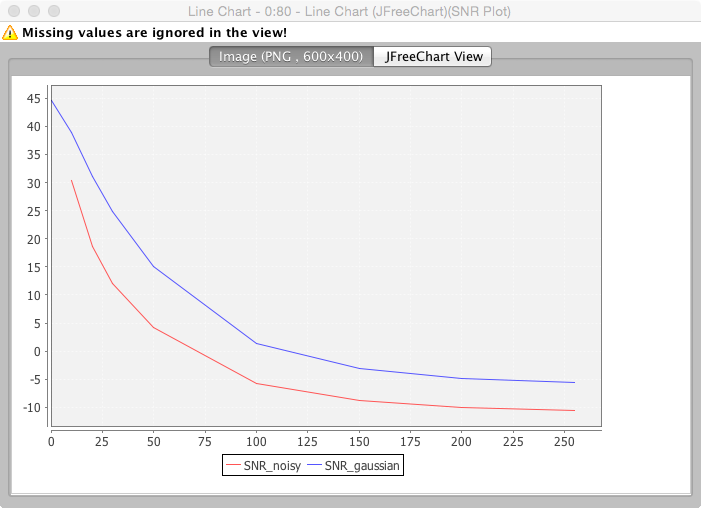 Line Chart - 0:80 - Line Chart (JFreeChart)(SNR Plot)
Missing values are ignored in the view!
Image (PNG , 600x400) JFreeChart View
45
40
35
30
25
20
15
10
5
0
-5
-10
0 25 50 75 100 125 150 175 200 225 250
SNR_noisy SNR_gaussian